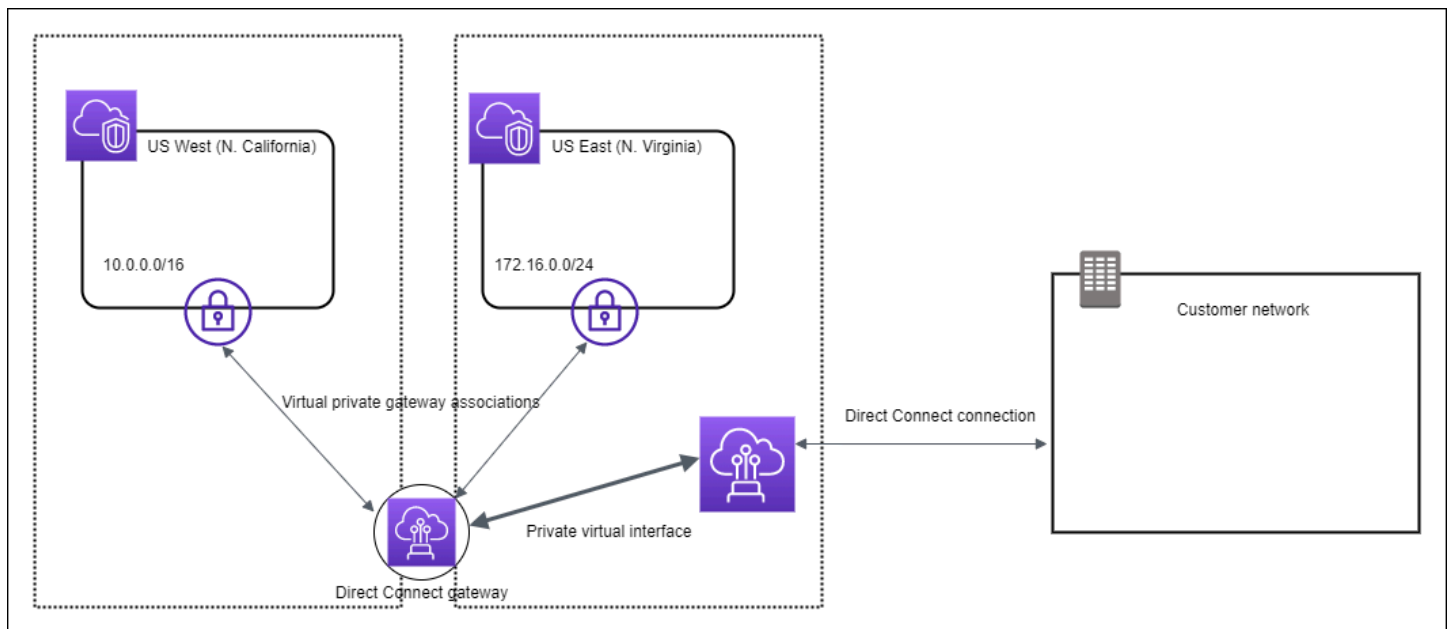 US West (N. California)
US East (N. Virginia)
10.0.0.0/16
172.16.0.0/24
Customer network
Virtual private gateway associations
Direct Connect connection
Private virtual interface
Direct Connect gateway